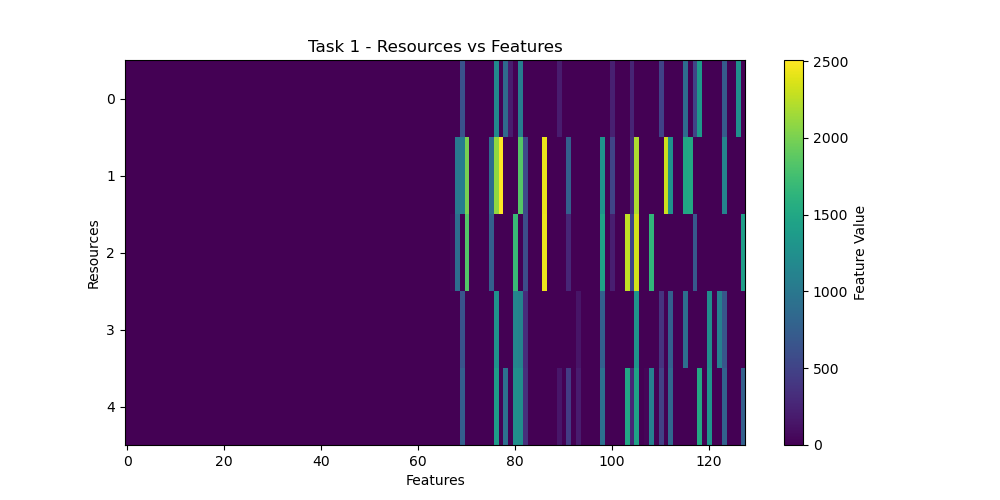 Task 1 - Resources vs Features
Resources
0
1
2
3
4
0 20 40 60 80 100 120
Features
2500
2000
1500
1000
500
0
Feature Value